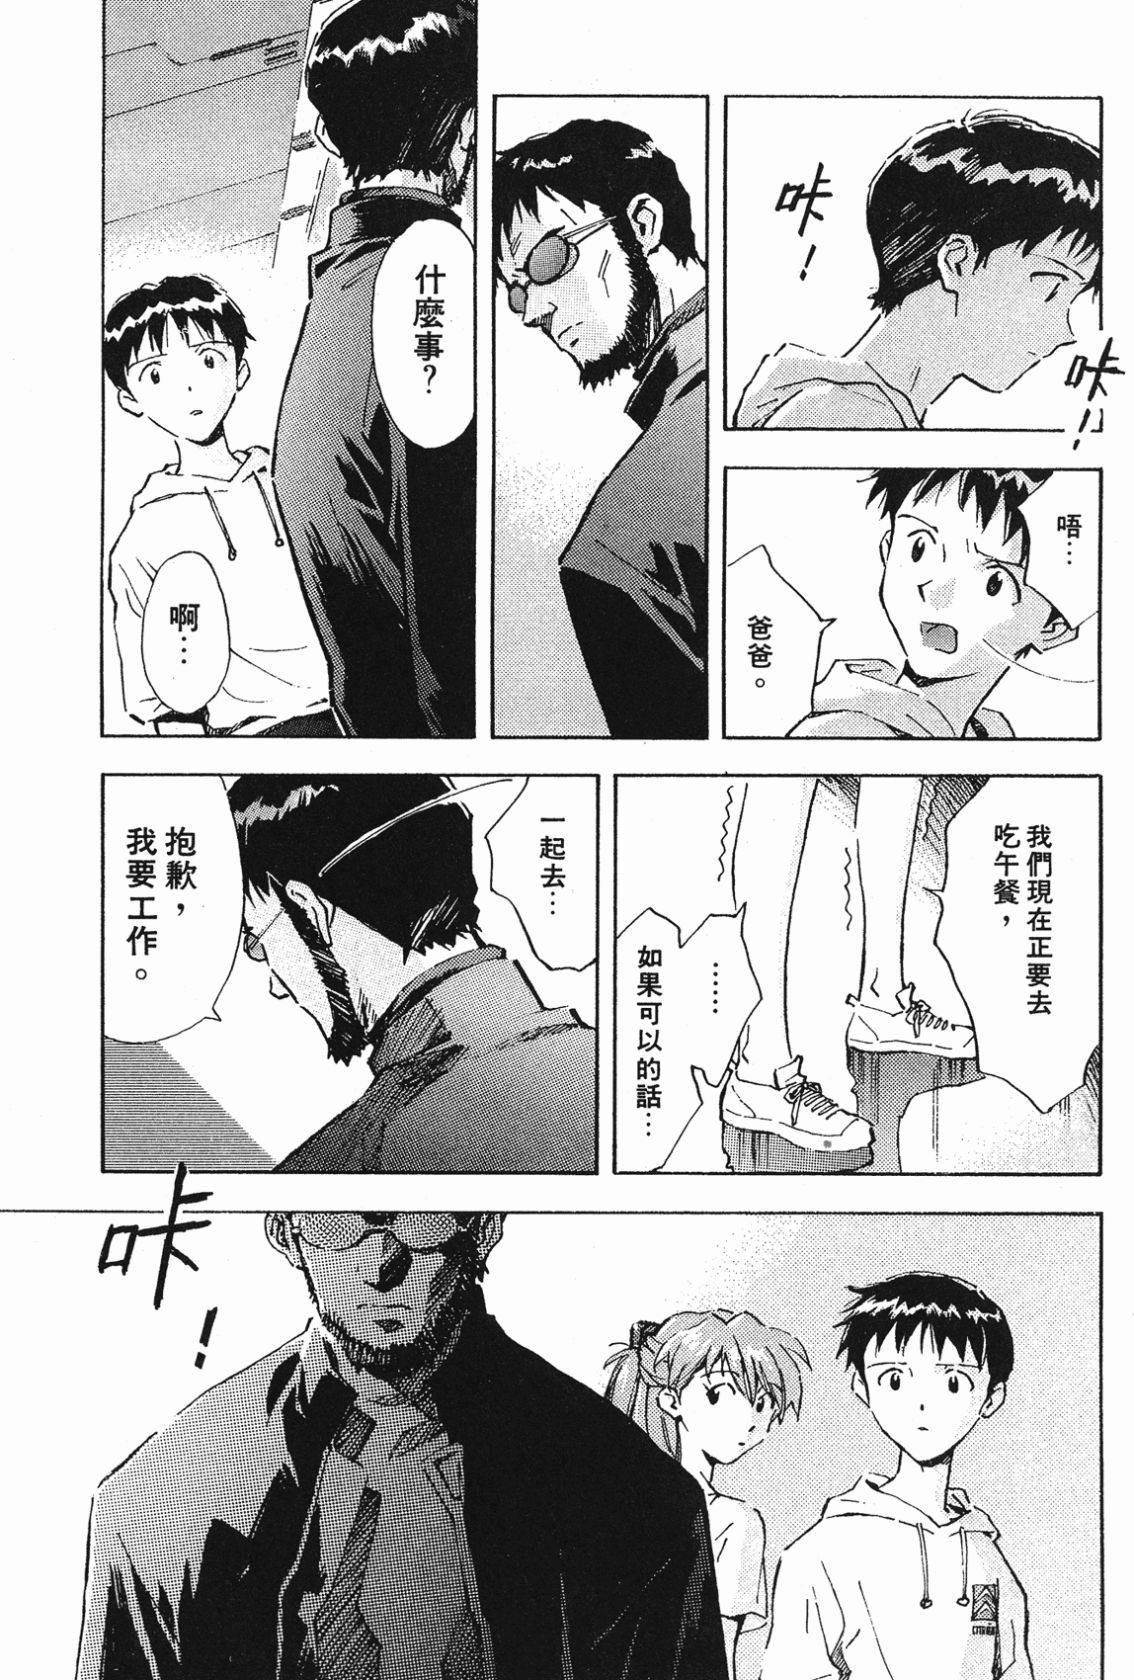 咔！
咔！
唔…
爸爸。
什麼事？
啊…
我們現在正要去
吃午餐，
……
如果可以的話…
一起去…
抱歉，
我要工作。
咔！